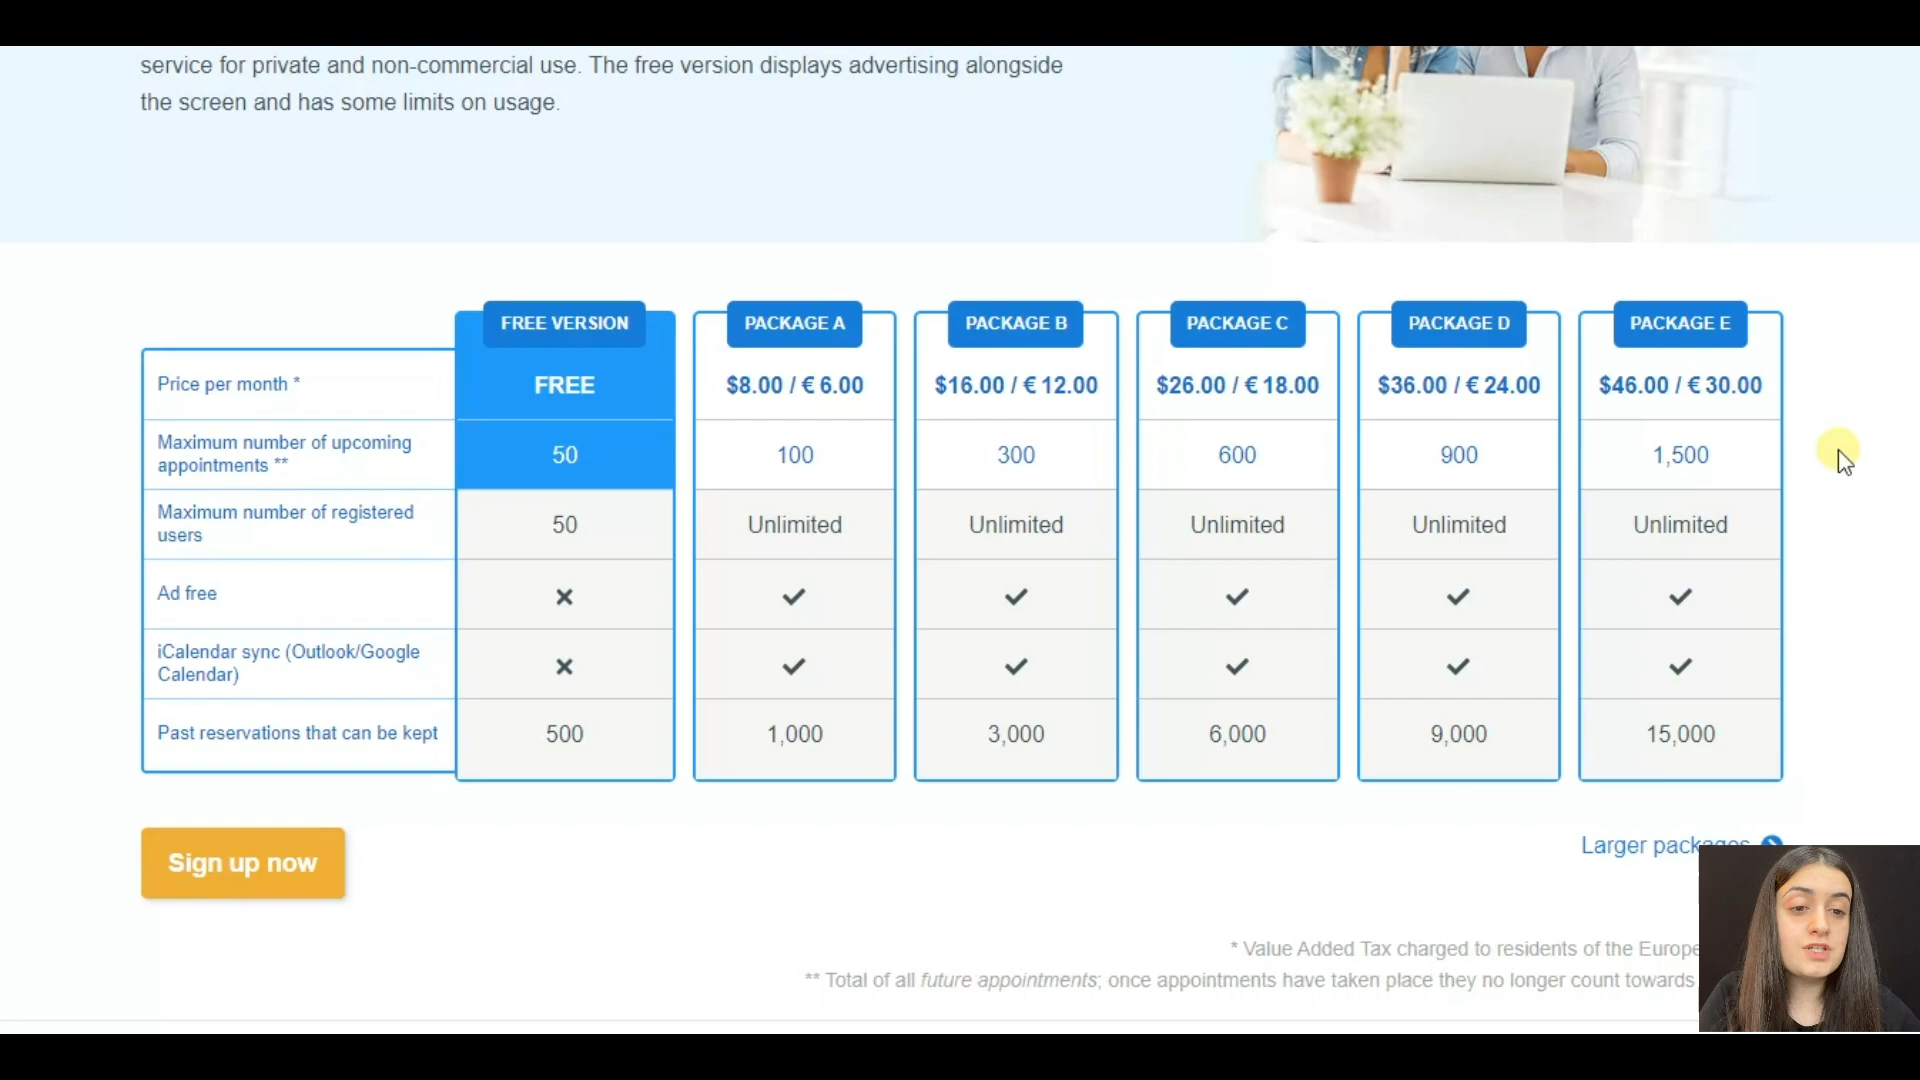 service for private and non-commercial use. The free version displays advertising alongside
the screen and has some limits on usage.
FREE VERSION PACKAGE A PACKAGE B PACKAGE C PACKAGE D PACKAGE E
Price per month * FREE $8.00 / € 6.00 $16.00 / € 12.00 $26.00 / € 18.00 $36.00 / € 24.00 $46.00 / € 30.00
Maximum number of upcoming
appointments ** 50 100 300 600 900 1,500
Maximum number of registered
users 50 Unlimited Unlimited Unlimited Unlimited Unlimited
Ad free
iCalendar sync (Outlook/Google
Calendar)
Past reservations that can be kept 500 1,000 3,000 6,000 9,000 15,000
Sign up now
Larger packages
* Value Added Tax charged to residents of the Europe
** Total of all future appointments; once appointments have taken place they no longer count towards